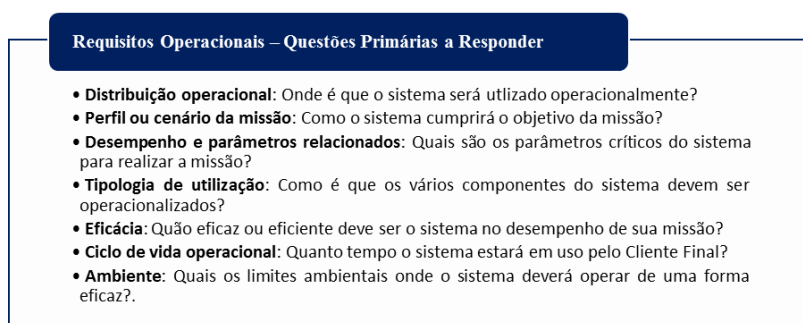 Requisitos Operacionais – Questões Primárias a Responder
• Distribuição operacional: Onde é que o sistema será utlizado operacionalmente?
• Perfil ou cenário da missão: Como o sistema cumprirá o objetivo da missão?
• Desempenho e parâmetros relacionados: Quais são os parâmetros críticos do sistema
para realizar a missão?
• Tipologia de utilização: Como é que os vários componentes do sistema devem ser
operacionalizados?
• Eficácia: Quão eficaz ou eficiente deve ser o sistema no desempenho de sua missão?
• Ciclo de vida operacional: Quanto tempo o sistema estará em uso pelo Cliente Final?
• Ambiente: Quais os limites ambientais onde o sistema deverá operar de uma forma
eficaz?.